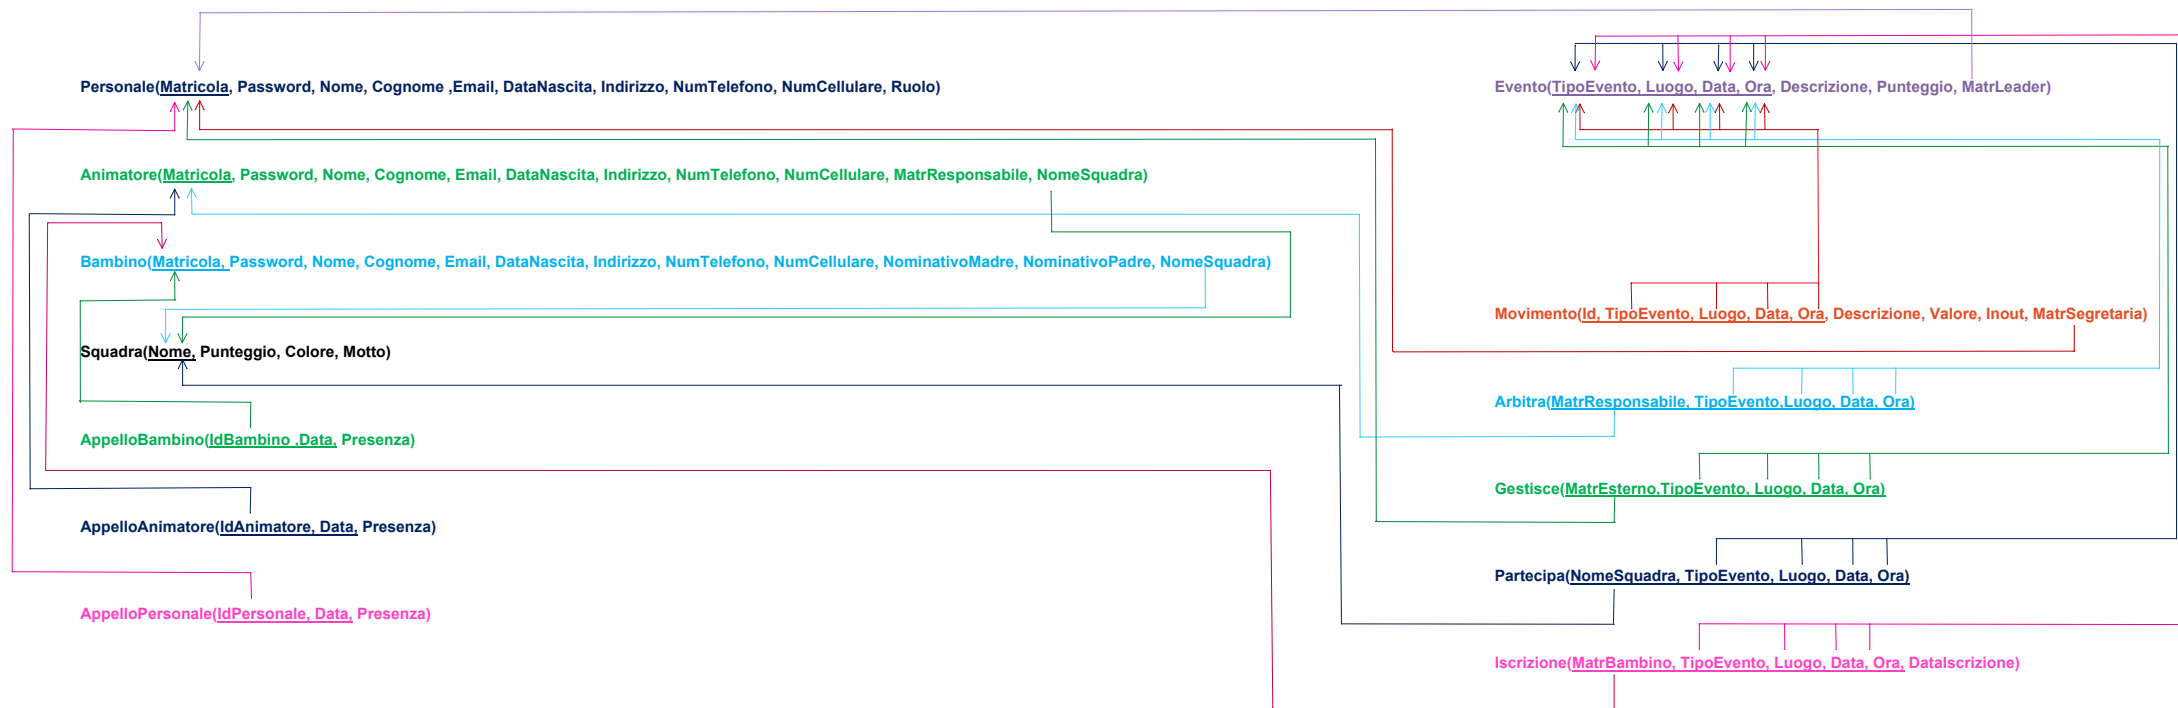 Personale(Matricola, Password, Nome, Cognome ,Email, DataNascita, Indirizzo, NumTelefono, NumCellulare, Ruolo)
Animatore(Matricola, Password, Nome, Cognome, Email, DataNascita, Indirizzo, NumTelefono, NumCellulare, MatrResponsabile, NomeSquadra)
Bambino(Matricola, Password, Nome, Cognome, Email, DataNascita, Indirizzo, NumTelefono, NumCellulare, NominativoMadre, NominativoPadre, NomeSquadra)
Squadra(Nome, Punteggio, Colore, Motto)
AppelloBambino(IdBambino ,Data, Presenza)
AppelloAnimatore(IdAnimatore, Data, Presenza)
AppelloPersonale(IdPersonale, Data, Presenza)
Evento(TipoEvento, Luogo, Data, Ora, Descrizione, Punteggio, MatrLeader)
Movimento(Id, TipoEvento, Luogo, Data, Ora, Descrizione, Valore, Inout, MatrSegretaria)
Arbitra(MatrResponsabile, TipoEvento,Luogo, Data, Ora)
Gestisce(MatrEsterno,TipoEvento, Luogo, Data, Ora)
Partecipa(NomeSquadra, TipoEvento, Luogo, Data, Ora)
Iscrizione(MatrBambino, TipoEvento, Luogo, Data, Ora, DataIscrizione)